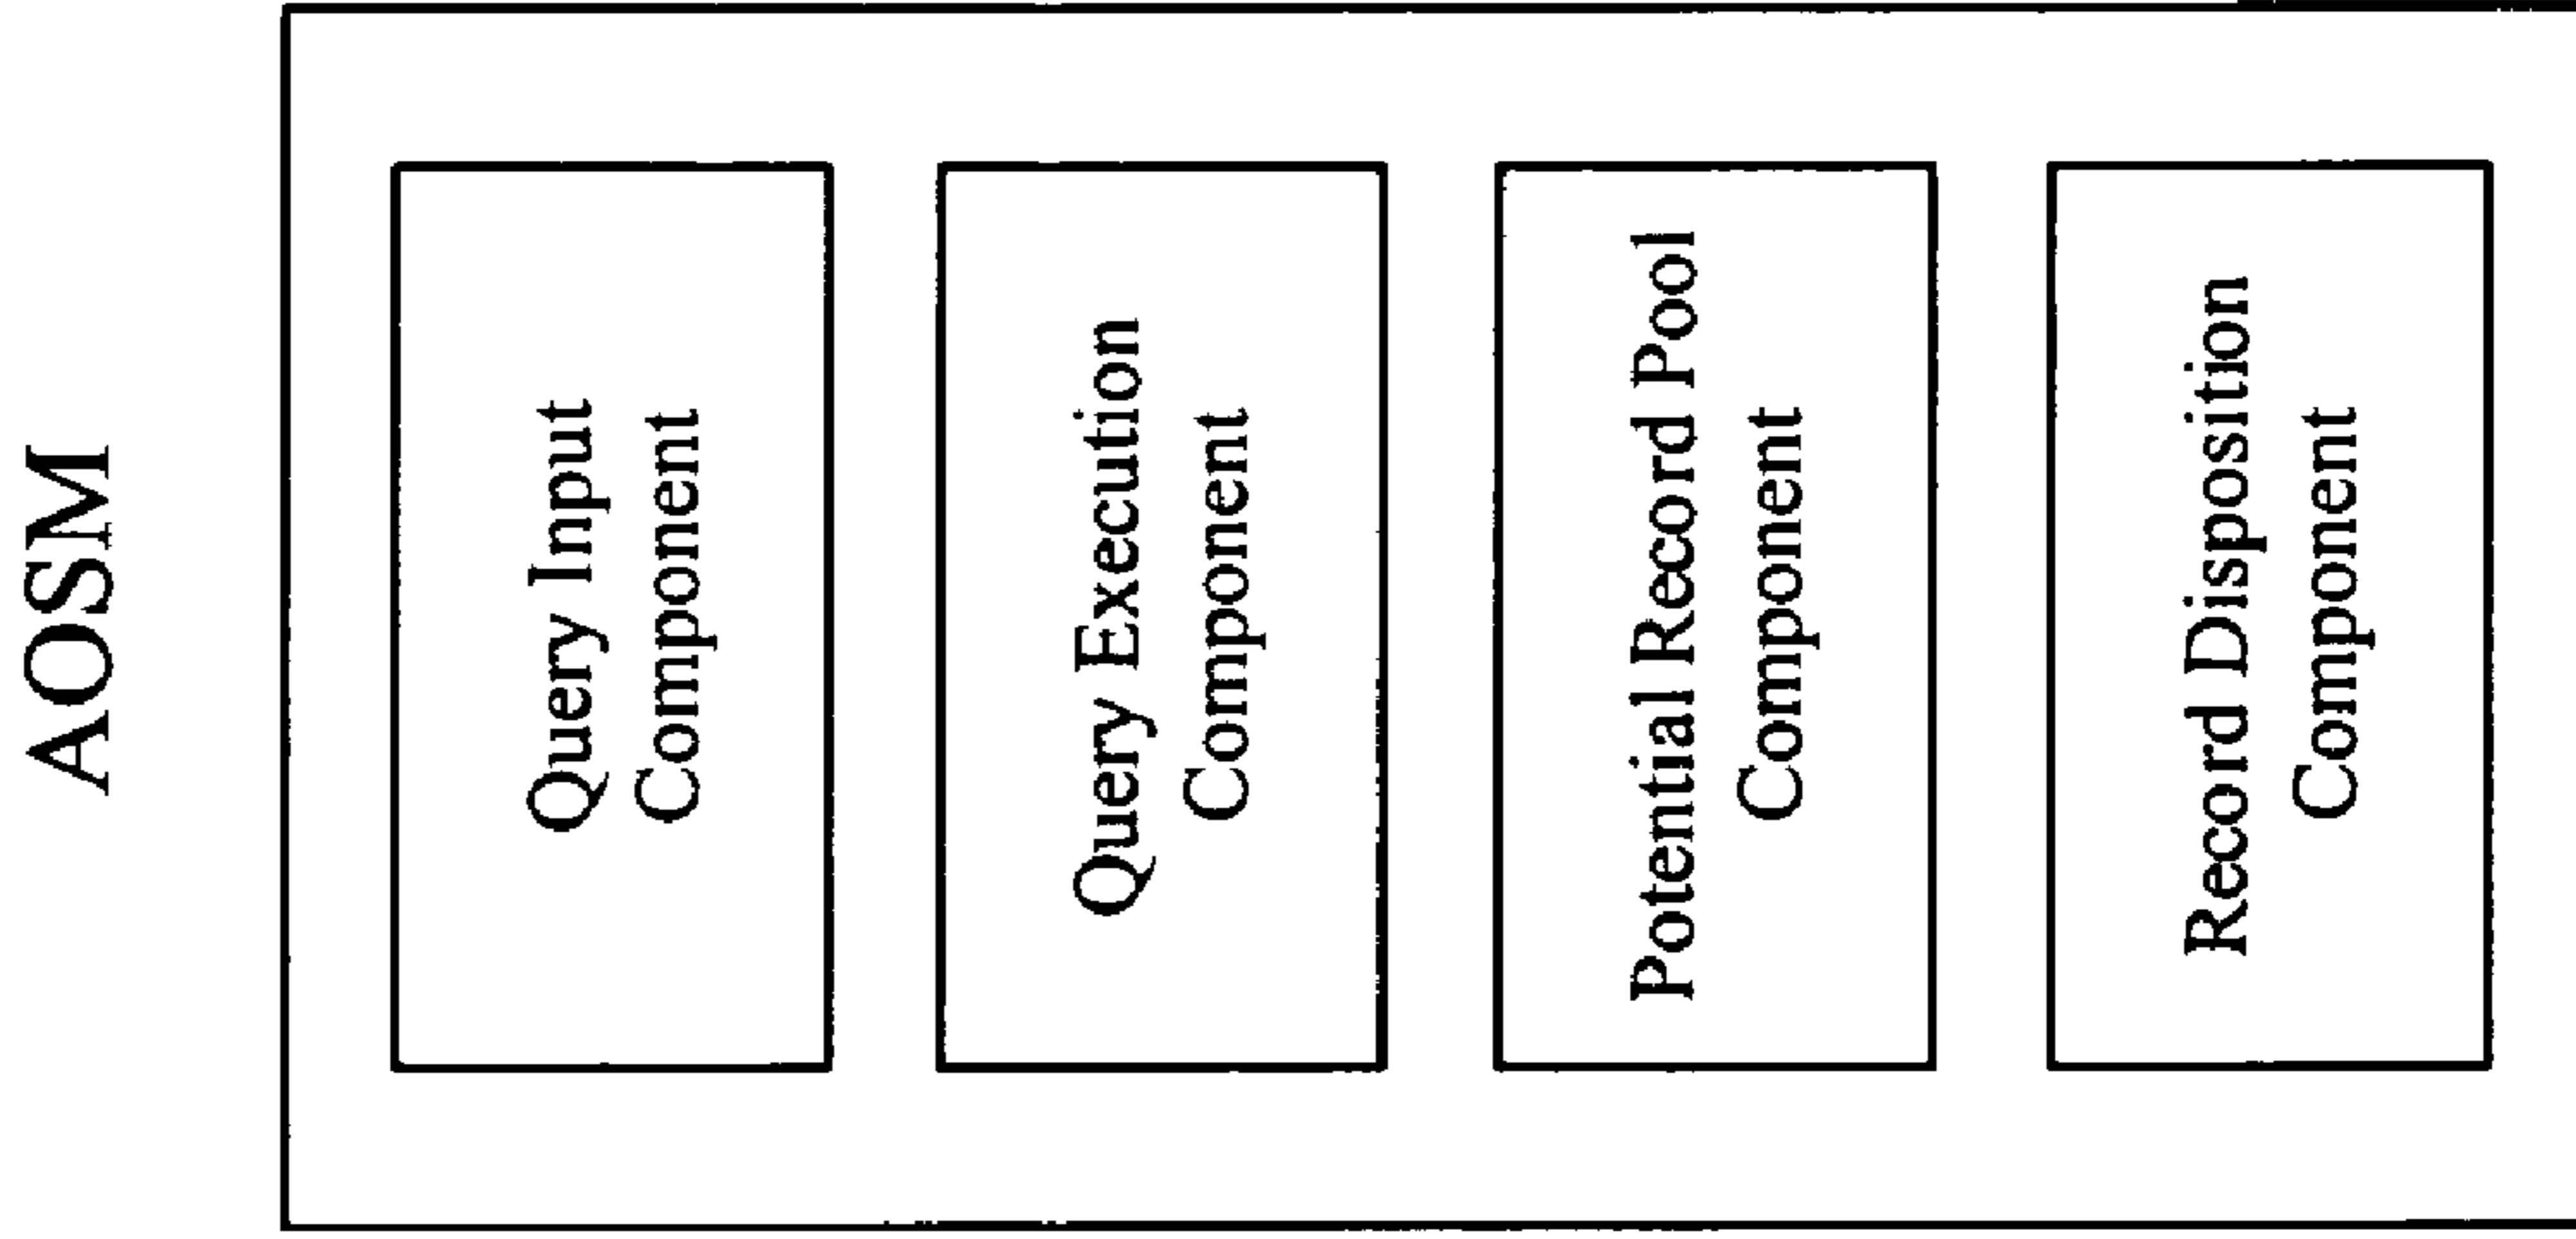 AOSM
Query Input
Component
Query Execution
Component
Potential Record Pool
Component
Record Disposition
Component